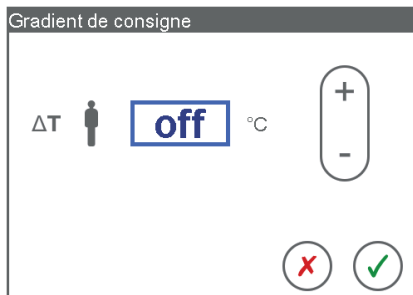 Gradient de consigne
ΔT off °C
+
-